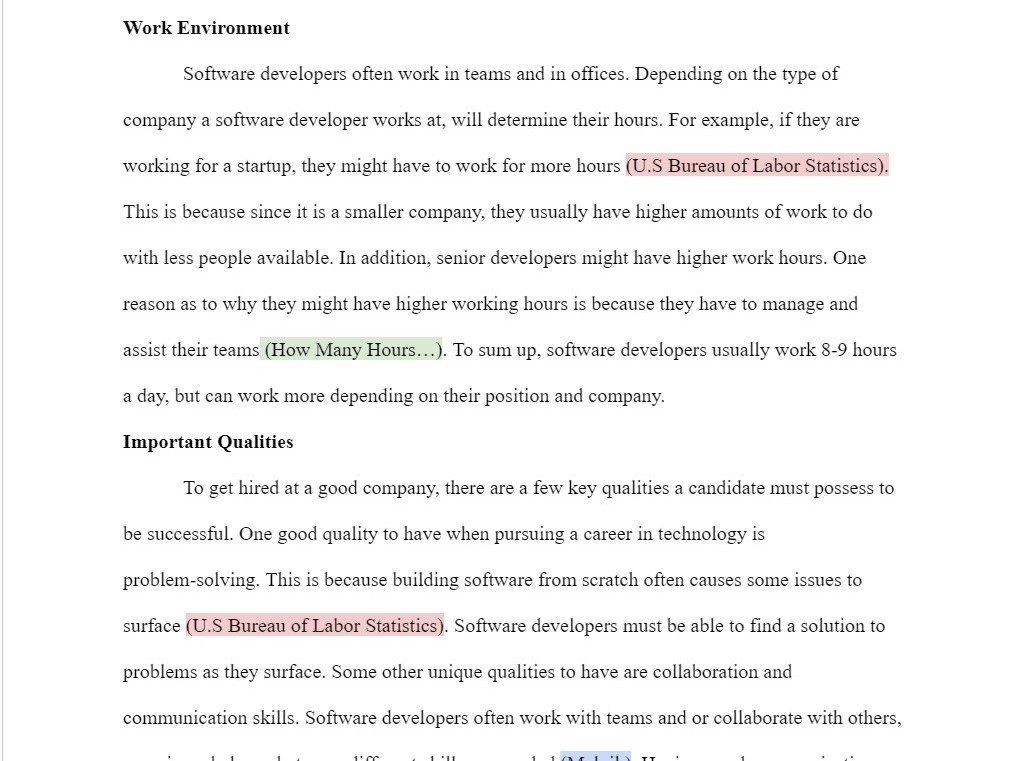 Work Environment
Software developers often work in teams and in offices. Depending on the type of
company a software developer works at, will determine their hours. For example, if they are
working for a startup, they might have to work for more hours (U.S Bureau of Labor Statistics).
This is because since it is a smaller company, they usually have higher amounts of work to do
with less people available. In addition, senior developers might have higher work hours. One
reason as to why they might have higher working hours is because they have to manage and
assist their teams (How Many Hours…). To sum up, software developers usually work 8-9 hours
a day, but can work more depending on their position and company.
Important Qualities
To get hired at a good company, there are a few key qualities a candidate must possess to
be successful. One good quality to have when pursuing a career in technology is
problem-solving. This is because building software from scratch often causes some issues to
surface (U.S Bureau of Labor Statistics). Software developers must be able to find a solution to
problems as they surface. Some other unique qualities to have are collaboration and
communication skills. Software developers often work with teams and or collaborate with others,